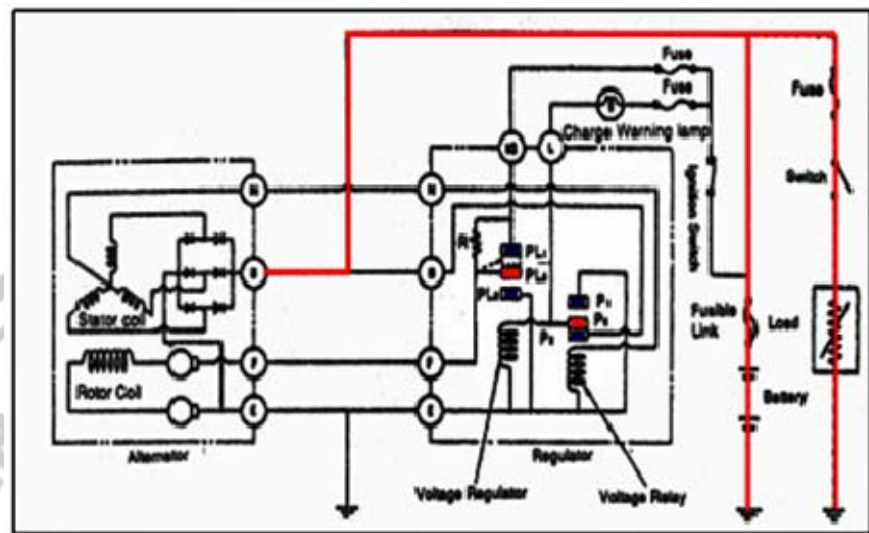 Fuse
Fuse
Charge Warning lamp
Fuse
IG
L
N
N
Ignition Switch
Switch
Ri
PL₁
B
B
PL₀
PL₂
P₁
P₀
P₂
Stator coil
Fusible
Link
Load
F
F
Rotor Coil
Battery
E
E
Alternator
Regulator
Voltage Regulator
Voltage Relay